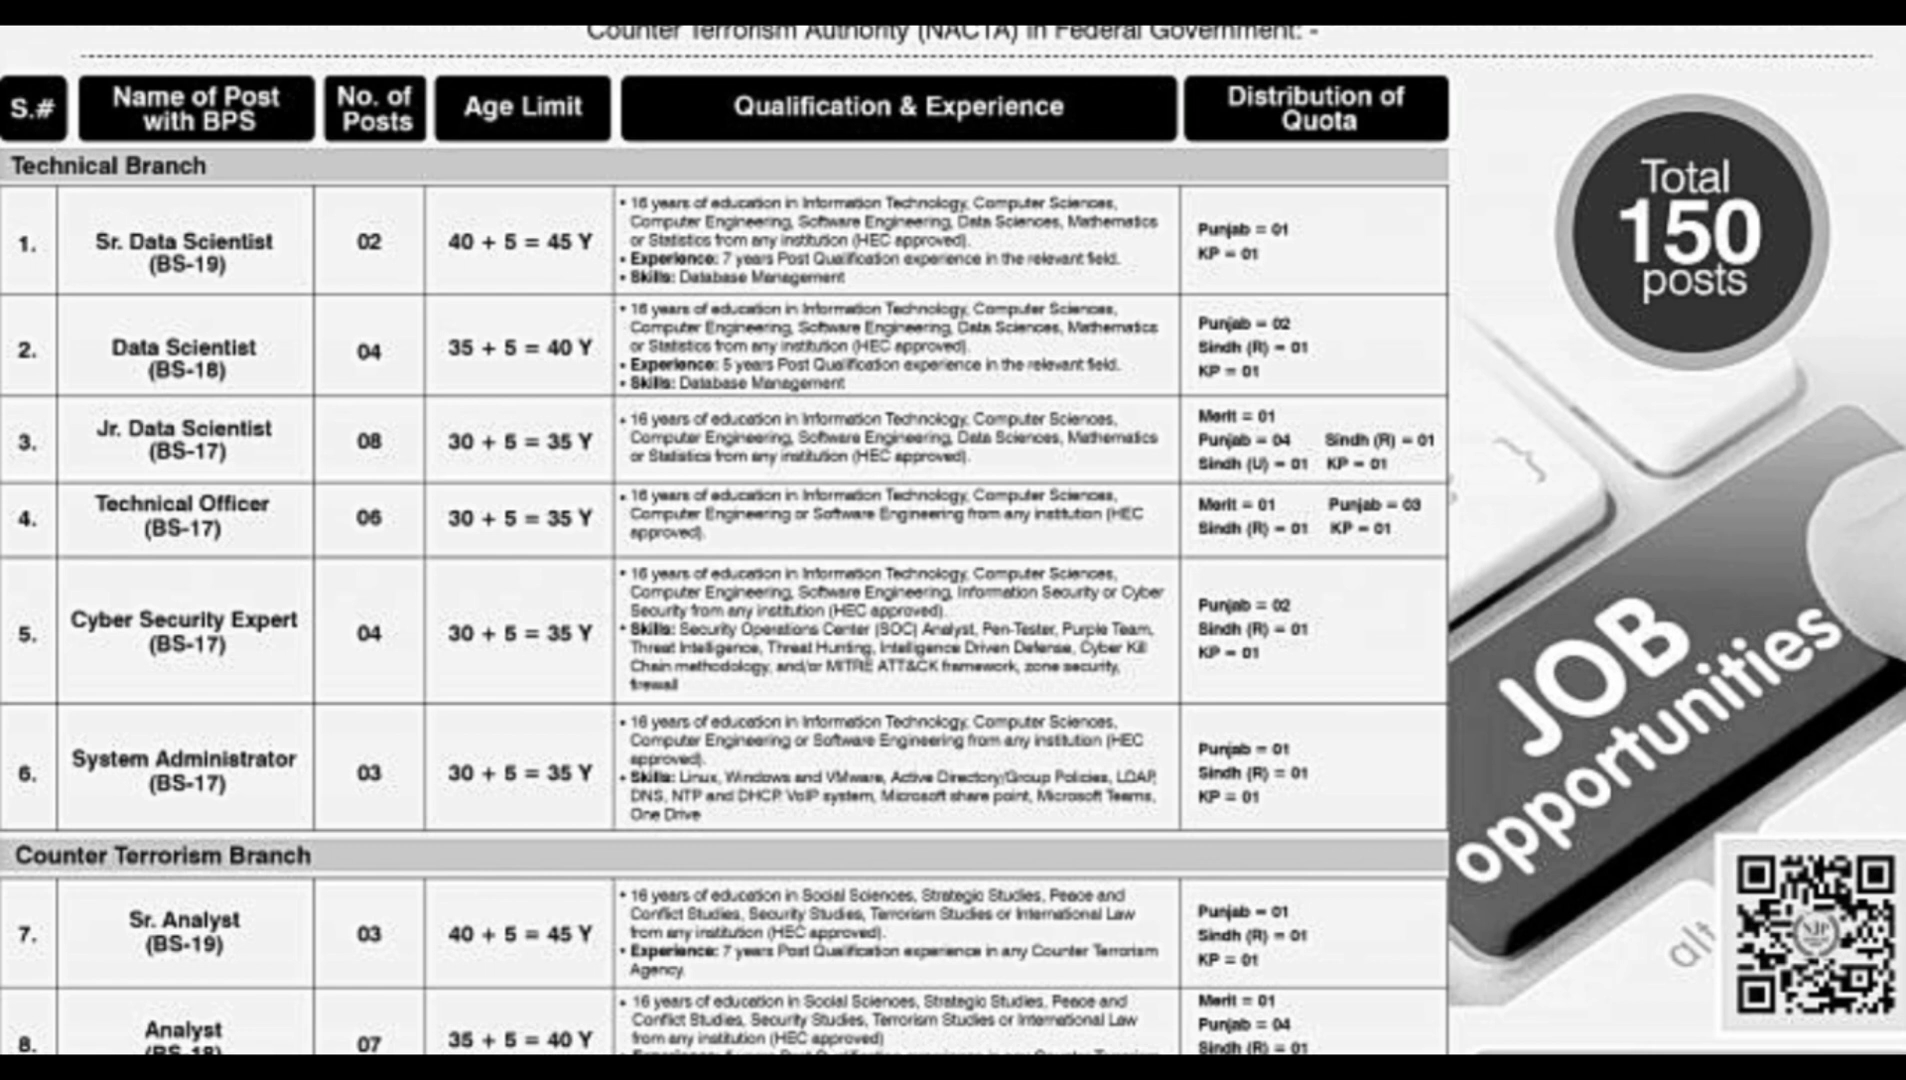 Counter Terrorism Authority (NACTA) in Federal Government: -
S.#
Name of Post
with BPS
No. of
Posts
Age Limit
Qualification & Experience
Distribution of
Quota
Technical Branch
1.
Sr. Data Scientist
(BS-19)
02
40 + 5 = 45 Y
• 16 years of education in Information Technology, Computer Sciences,
Computer Engineering, Software Engineering, Data Sciences, Mathematics
or Statistics from any institution (HEC approved).
• Experience: 7 years Post Qualification experience in the relevant field.
• Skills: Database Management
Punjab = 01
KP = 01
2.
Data Scientist
(BS-18)
04
35 + 5 = 40 Y
• 16 years of education in Information Technology, Computer Sciences,
Computer Engineering, Software Engineering, Data Sciences, Mathematics
or Statistics from any institution (HEC approved).
• Experience: 5 years Post Qualification experience in the relevant field.
• Skills: Database Management
Punjab = 02
Sindh (R) = 01
KP = 01
3.
Jr. Data Scientist
(BS-17)
08
30 + 5 = 35 Y
• 16 years of education in Information Technology, Computer Sciences,
Computer Engineering, Software Engineering, Data Sciences, Mathematics
or Statistics from any institution (HEC approved).
Merit = 01
Punjab = 04 Sindh (R) = 01
Sindh (U) = 01 KP = 01
4.
Technical Officer
(BS-17)
06
30 + 5 = 35 Y
• 16 years of education in Information Technology, Computer Sciences,
Computer Engineering or Software Engineering from any institution (HEC
approved).
Merit = 01 Punjab = 03
Sindh (R) = 01 KP = 01
5.
Cyber Security Expert
(BS-17)
04
30 + 5 = 35 Y
• 16 years of education in Information Technology, Computer Sciences,
Computer Engineering, Software Engineering, Information Security or Cyber
Security from any institution (HEC approved).
• Skills: Security Operations Center (SOC) Analyst, Pen-Tester, Purple Team,
Threat Intelligence, Threat Hunting, Intelligence Driven Defense, Cyber Kill
Chain methodology, and/or MITRE ATT&CK framework, zone security,
firewall
Punjab = 02
Sindh (R) = 01
KP = 01
6.
System Administrator
(BS-17)
03
30 + 5 = 35 Y
• 16 years of education in Information Technology, Computer Sciences,
Computer Engineering or Software Engineering from any institution (HEC
approved).
• Skills: Linux, Windows and VMware, Active Directory/Group Policies, LDAP,
DNS, NTP and DHCP. VoIP system, Microsoft share point, Microsoft Teams,
One Drive
Punjab = 01
Sindh (R) = 01
KP = 01
Counter Terrorism Branch
7.
Sr. Analyst
(BS-19)
03
40 + 5 = 45 Y
• 16 years of education in Social Sciences, Strategic Studies, Peace and
Conflict Studies, Security Studies, Terrorism Studies or International Law
from any institution (HEC approved).
• Experience: 7 years Post Qualification experience in any Counter Terrorism
Agency.
Punjab = 01
Sindh (R) = 01
KP = 01
8.
Analyst
(BS-18)
07
35 + 5 = 40 Y
• 16 years of education in Social Sciences, Strategic Studies, Peace and
Conflict Studies, Security Studies, Terrorism Studies or International Law
from any institution (HEC approved)
Merit = 01
Punjab = 04
Sindh (R) = 01
Total
150
posts
JOB
opportunities
alt
NJP